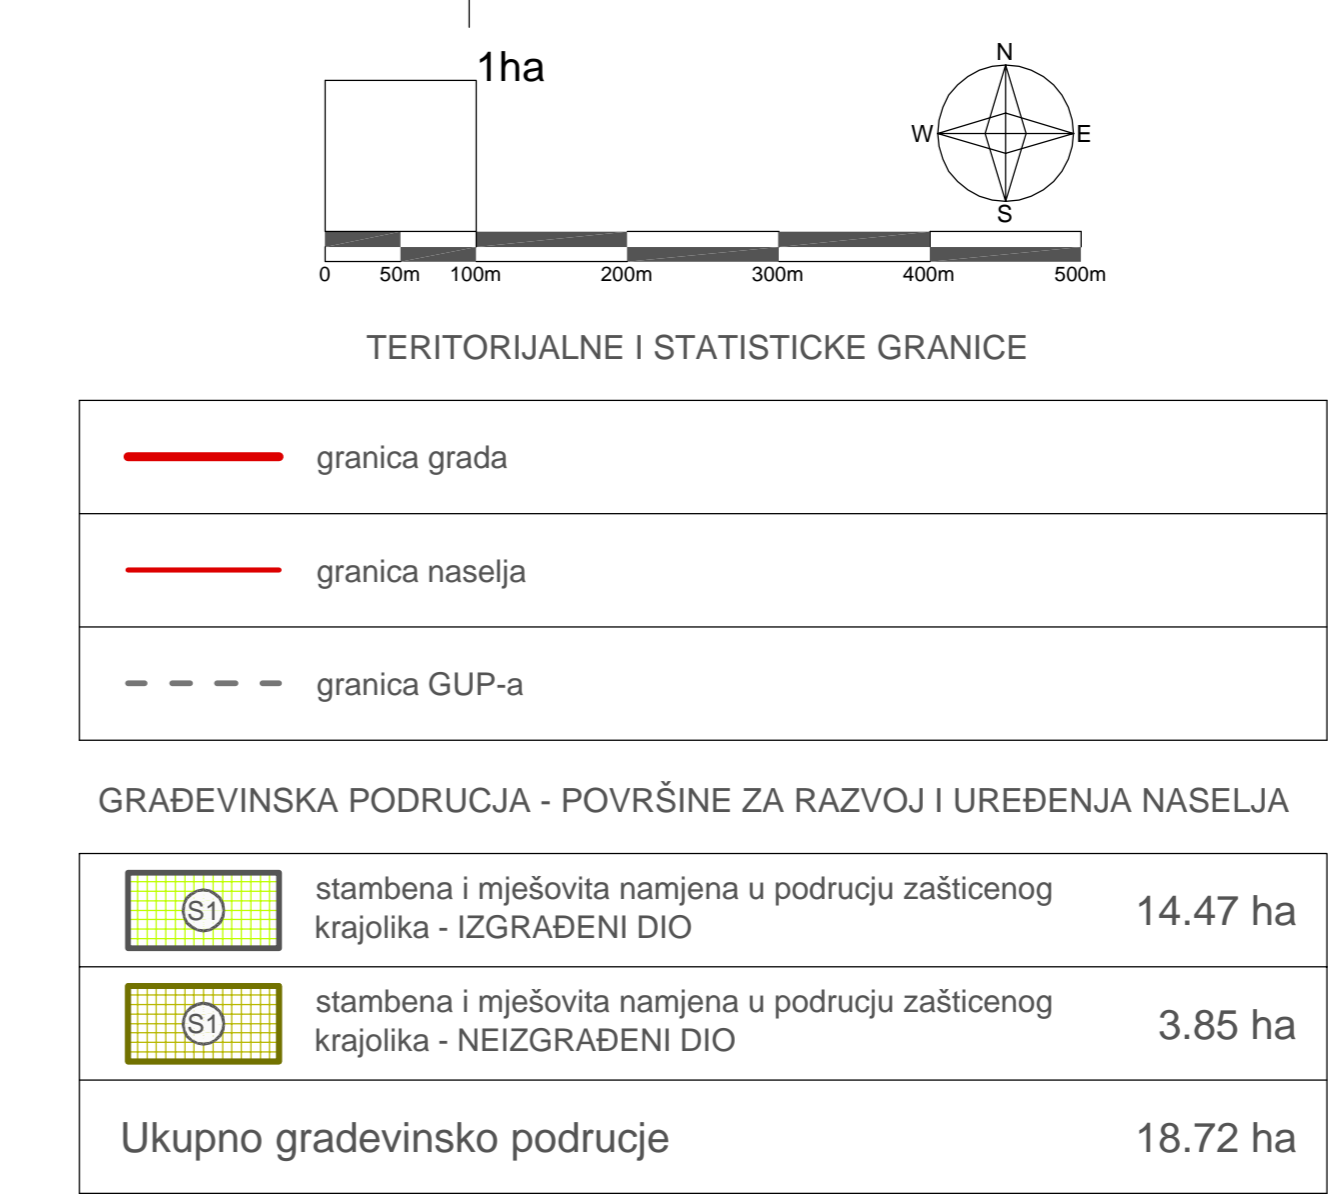 1ha
N
W E
S
0 50m 100m 200m 300m 400m 500m
TERITORIJALNE I STATISTICKE GRANICE
granica grada
granica naselja
granica GUP-a
GRAĐEVINSKA PODRUCJA - POVRŠINE ZA RAZVOJ I UREĐENJA NASELJA
S1
stambena i mješovita namjena u podrucju zašticenog
krajolika - IZGRAĐENI DIO
14.47 ha
S1
stambena i mješovita namjena u podrucju zašticenog
krajolika - NEIZGRAĐENI DIO
3.85 ha
Ukupno gradevinsko podrucje 18.72 ha